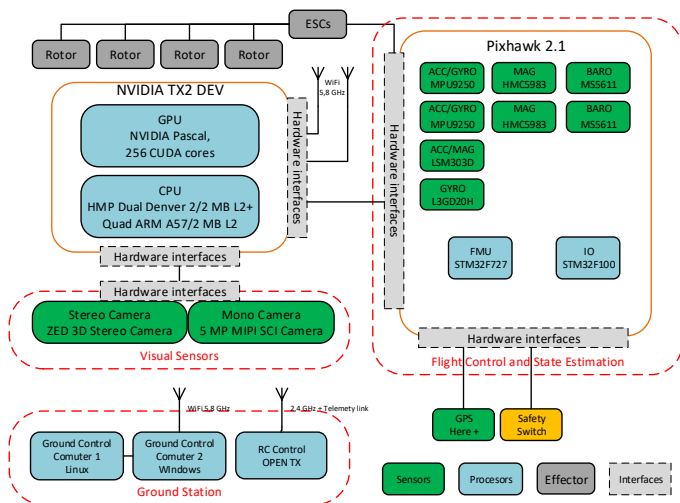 ESCs
Rotor
Rotor
Rotor
Rotor
WiFi
5,8 GHz
NVIDIA TX2 DEV
GPU
NVIDIA Pascal,
256 CUDA cores
CPU
HMP Dual Denver 2/2 MB L2+
Quad ARM A57/2 MB L2
Hardware interfaces
Hardware interfaces
Hardware interfaces
Stereo Camera
ZED 3D Stereo Camera
Mono Camera
5 MP MIPI SCI Camera
Visual Sensors
Pixhawk 2.1
Hardware interfaces
ACC/GYRO
MPU9250
MAG
HMC5983
BARO
MS5611
ACC/GYRO
MPU9250
MAG
HMC5983
BARO
MS5611
ACC/MAG
LSM303D
GYRO
L3GD20H
FMU
STM32F727
IO
STM32F100
Hardware interfaces
Flight Control and State Estimation
GPS
Here +
Safety
Switch
WiFi 5,8 GHz
2,4 GHz + Telemety link
Ground Control
Comuter 1
Linux
Ground Control
Comuter 2
WIndows
RC Control
OPEN TX
Ground Station
Sensors
Procesors
Effector
Interfaces